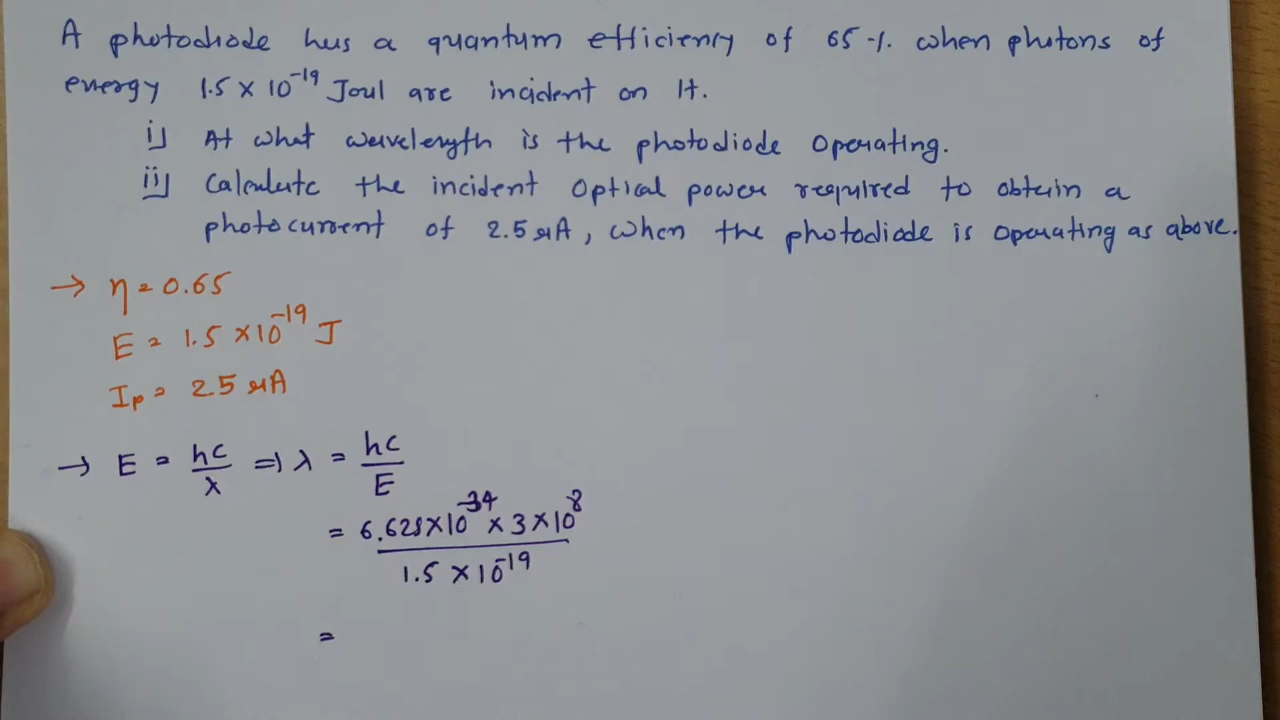 A photodiode has a quantum efficiency of 65 %. when photons of
energy 1.5 × 10⁻¹⁹ Joul are incident on It.
i] At what wavelength is the photodiode operating.
ii] Calculate the incident optical power required to obtain a
photocurrent of 2.5 μA, when the photodiode is operating as above.
→ η = 0.65
E = 1.5 × 10⁻¹⁹ J
Ip = 2.5 μA
→ E = hc/λ ⇒ λ = hc/E
= 6.628 × 10⁻³⁴ × 3 × 10⁸
1.5 × 10⁻¹⁹
=